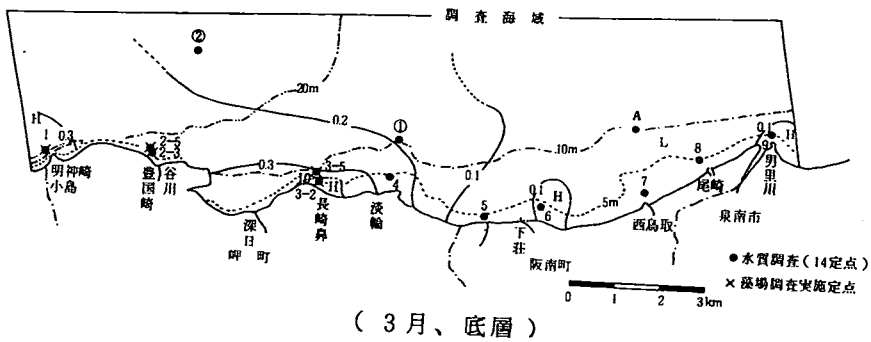 調査海域
②
20m
H
0.3
1
2-5
2-3
0.2
①
A
10m
0.1
L
8
0.1
H
9
明神崎
小島
豊国崎
谷川
0.3
3-5
10
H
3-2
長崎鼻
4
淡輪
深日
岬町
0.1
H
5
6
5m
7
下荘
阪南町
西鳥取
尾崎
男里川
泉南市
●水質調査(14定点)
×藻場調査実施定点
0 1 2 3km
(3月、底層)